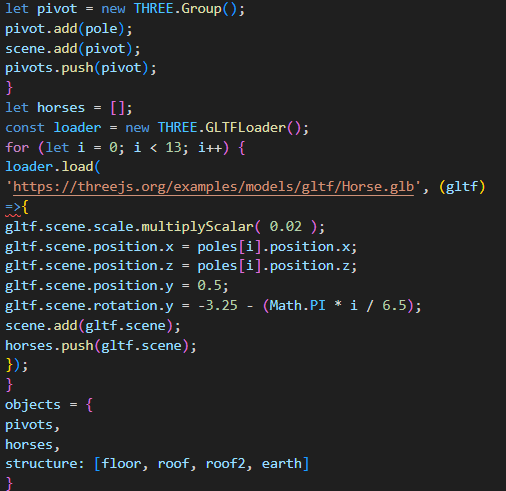 let pivot = new THREE.Group();
pivot.add(pole);
scene.add(pivot);
pivots.push(pivot);
}
let horses = [];
const loader = new THREE.GLTFLoader();
for (let i = 0; i < 13; i++) {
loader.load(
'https://threejs.org/examples/models/gltf/Horse.glb', (gltf)
=>{
gltf.scene.scale.multiplyScalar( 0.02 );
gltf.scene.position.x = poles[i].position.x;
gltf.scene.position.z = poles[i].position.z;
gltf.scene.position.y = 0.5;
gltf.scene.rotation.y = -3.25 - (Math.PI * i / 6.5);
scene.add(gltf.scene);
horses.push(gltf.scene);
});
}
objects = {
pivots,
horses,
structure: [floor, roof, roof2, earth]
}